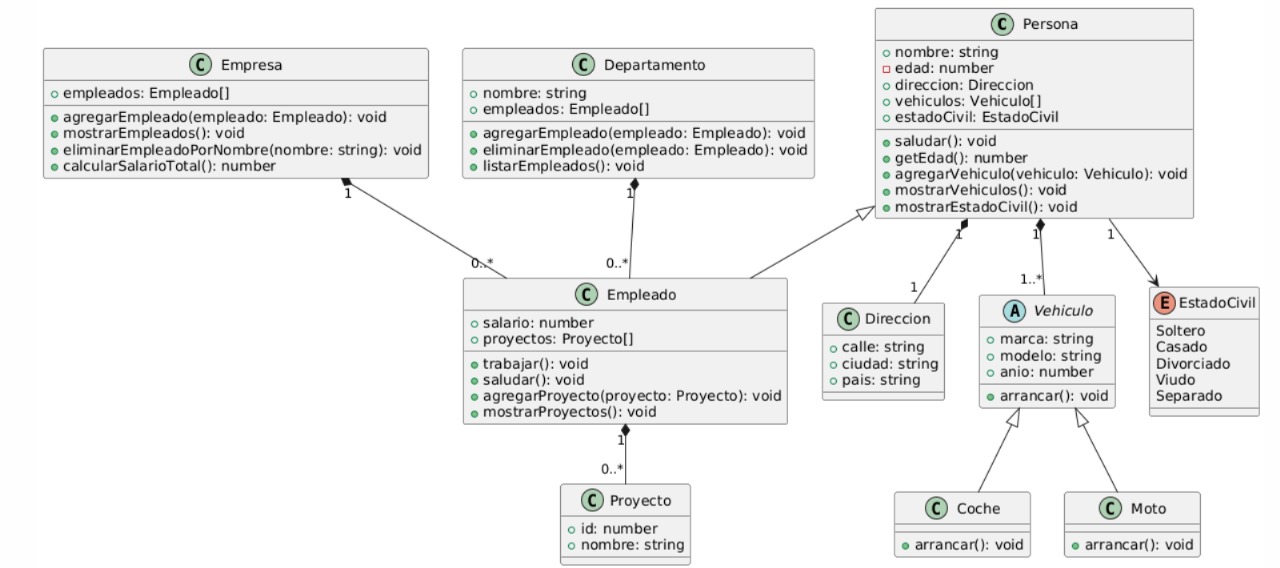 C Empresa
empleados: Empleado[]
agregarEmpleado(empleado: Empleado): void
mostrarEmpleados(): void
eliminarEmpleadoPorNombre(nombre: string): void
calcularSalarioTotal(): number
C Departamento
nombre: string
empleados: Empleado[]
agregarEmpleado(empleado: Empleado): void
eliminarEmpleado(empleado: Empleado): void
listarEmpleados(): void
C Persona
nombre: string
edad: number
direccion: Direccion
vehiculos: Vehiculo[]
estadoCivil: EstadoCivil
saludar(): void
getEdad(): number
agregarVehiculo(vehiculo: Vehiculo): void
mostrarVehiculos(): void
mostrarEstadoCivil(): void
1
1
1
1
1
0..*
0..*
1
1..*
C Empleado
salario: number
proyectos: Proyecto[]
trabajar(): void
saludar(): void
agregarProyecto(proyecto: Proyecto): void
mostrarProyectos(): void
C Direccion
calle: string
ciudad: string
pais: string
A Vehiculo
marca: string
modelo: string
anio: number
arrancar(): void
E EstadoCivil
Soltero
Casado
Divorciado
Viudo
Separado
1
0..*
C Proyecto
id: number
nombre: string
C Coche
arrancar(): void
C Moto
arrancar(): void